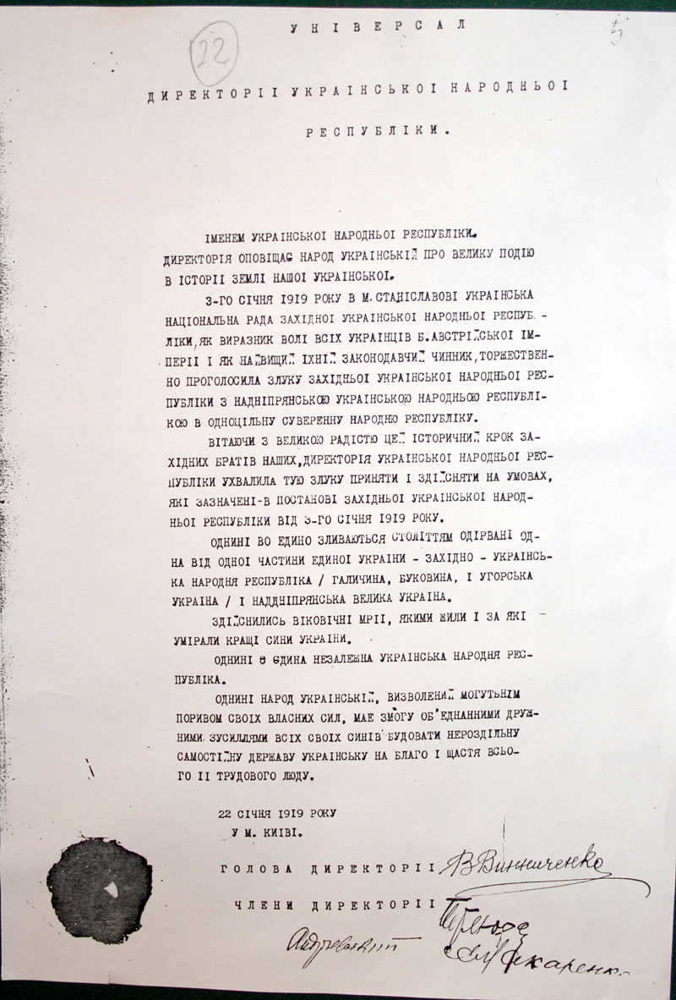 УНІВЕРСАЛ
22
5
ДИРЕКТОРІІ УКРАІНСЬКОІ НАРОДНЬОІ
РЕСПУБЛІКИ.
ІМЕНЕМ УКРАІНСЬКОІ НАРОДНЬОІ РЕСПУБЛІКИ.
ДИРЕКТОРІЯ ОПОВІЩАЄ НАРОД УКРАІНСЬКІЙ ПРО ВЕЛИКУ ПОДІЮ
В ІСТОРІІ ЗЕМЛІ НАШОІ УКРАІНСЬКОІ.
3-ГО СІЧНЯ 1919 РОКУ В М.СТАНІСЛАВОВІ УКРАІНСЬКА
НАЦІОНАЛЬНА РАДА ЗАХІДНОІ УКРАІНСЬКОІ НАРОДНЬОІ РЕСПУБ.-
ЛІКИ,ЯК ВИРАЗНИК ВОЛІ ВСІХ УКРАІНЦІВ Б.АВСТРІЙСЬКОІ ІМ-
ПЕРІІ І ЯК НАЙВИЩИЙ ІХНІЙ ЗАКОНОДАВЧИЙ ЧИННИК,ТОРЖЕСТВЕН-
НО ПРОГОЛОСИЛА ЗЛУКУ ЗАХІДНЬОІ УКРАІНСЬКОІ НАРОДНЬОІ РЕС-
ПУБЛІКИ З НАДНІПРЯНСЬКОЮ УКРАІНСЬКОЮ НАРОДНЬОЮ РЕСПУБЛІ-
КОЮ В ОДНОЦІЛЬНУ СУВЕРЕННУ НАРОДНЮ РЕСПУБЛІКУ.
ВІТАЮЧИ З ВЕЛИКОЮ РАДІСТЮ ЦЕЙ ІСТОРИЧНИЙ КРОК ЗА-
ХІДНИХ БРАТІВ НАШИХ,ДИРЕКТОРІЯ УКРАІНСЬКОІ НАРОДНЬОІ РЕС-
ПУБЛІКИ УХВАЛИЛА ТУЮ ЗЛУКУ ПРИНЯТИ І ЗДІЙСНЯТИ НА УМОВАХ,
ЯКІ ЗАЗНАЧЕНІ-В ПОСТАНОВІ ЗАХІДНЬОІ УКРАІНСЬКОІ НАРОД-
НЬОІ РЕСПУБЛІКИ ВІД 3-ГО СІЧНЯ 1919 РОКУ.
ОДНИНІ ВО ЕДИНО ЗЛИВАЮТЬСЯ СТОЛІТТЯМ ОДІРВАНІ ОД-
НА ВІД ОДНОІ ЧАСТИНИ ЕДИНОІ УКРАІНИ - ЗАХІДНО - УКРАІНСЬ-
КА НАРОДНЯ РЕСПУБЛІКА / ГАЛИЧИНА, БУКОВИНА, І УГОРСЬКА
УКРАІНА / І НАДДНІПРЯНСЬКА ВЕЛИКА УКРАІНА.
ЗДІЙСНИЛИСЬ ВІКОВІЧНІ МРІІ, ЯКИМИ ЖИЛИ І ЗА ЯКІ -
УМІРАЛИ КРАЩІ СИНИ УКРАІНИ.
ОДНИНІ Є ЄДИНА НЕЗАЛЕЖНА УКРАІНСЬКА НАРОДНЯ РЕС-
ПУБЛІКА.
ОДНИНІ НАРОД УКРАІНСЬКІЙ, ВИЗВОЛЕНИЙ МОГУТЬНІМ
ПОРИВОМ СВОІХ ВЛАСНИХ СИЛ, МАЕ ЗМОГУ ОБ'ЕДНАННИМИ ДРУЖ-
НИМИ ЗУСИЛЛЯМИ ВСІХ СВОІХ СИНІВ БУДОВАТИ НЕРОЗДІЛЬНУ
САМОСТІЙНУ ДЕРЖАВУ УКРАІНСЬКУ НА БЛАГО І ЩАСТЯ ВСЬО-
ГО ІІ ТРУДОВОГО ЛЮДУ.
22 СІЧНЯ 1919 РОКУ
У М. КИІВІ.
ГОЛОВА ДИРЕКТОРІІ В Винниченко
ЧЛЕНИ ДИРЕКТОРІІ
Андрієвский Макаренко